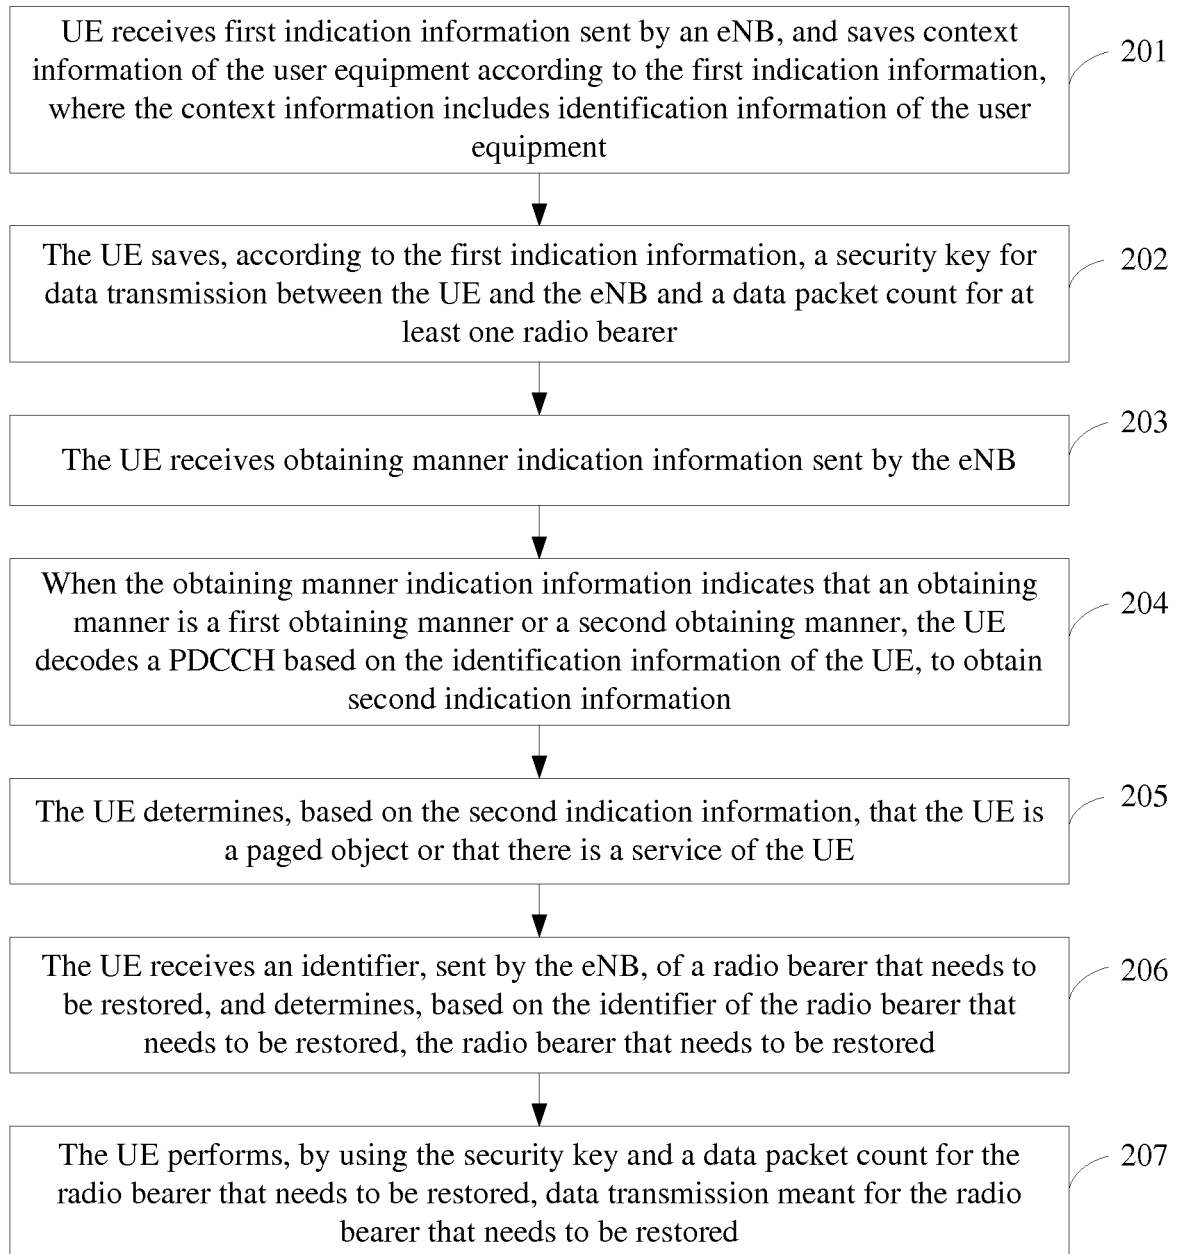 UE receives first indication information sent by an eNB, and saves context
information of the user equipment according to the first indication information,
where the context information includes identification information of the user
equipment
201
The UE saves, according to the first indication information, a security key for
data transmission between the UE and the eNB and a data packet count for at
least one radio bearer
202
The UE receives obtaining manner indication information sent by the eNB
203
When the obtaining manner indication information indicates that an obtaining
manner is a first obtaining manner or a second obtaining manner, the UE
decodes a PDCCH based on the identification information of the UE, to obtain
second indication information
204
The UE determines, based on the second indication information, that the UE is
a paged object or that there is a service of the UE
205
The UE receives an identifier, sent by the eNB, of a radio bearer that needs to
be restored, and determines, based on the identifier of the radio bearer that
needs to be restored, the radio bearer that needs to be restored
206
The UE performs, by using the security key and a data packet count for the
radio bearer that needs to be restored, data transmission meant for the radio
bearer that needs to be restored
207